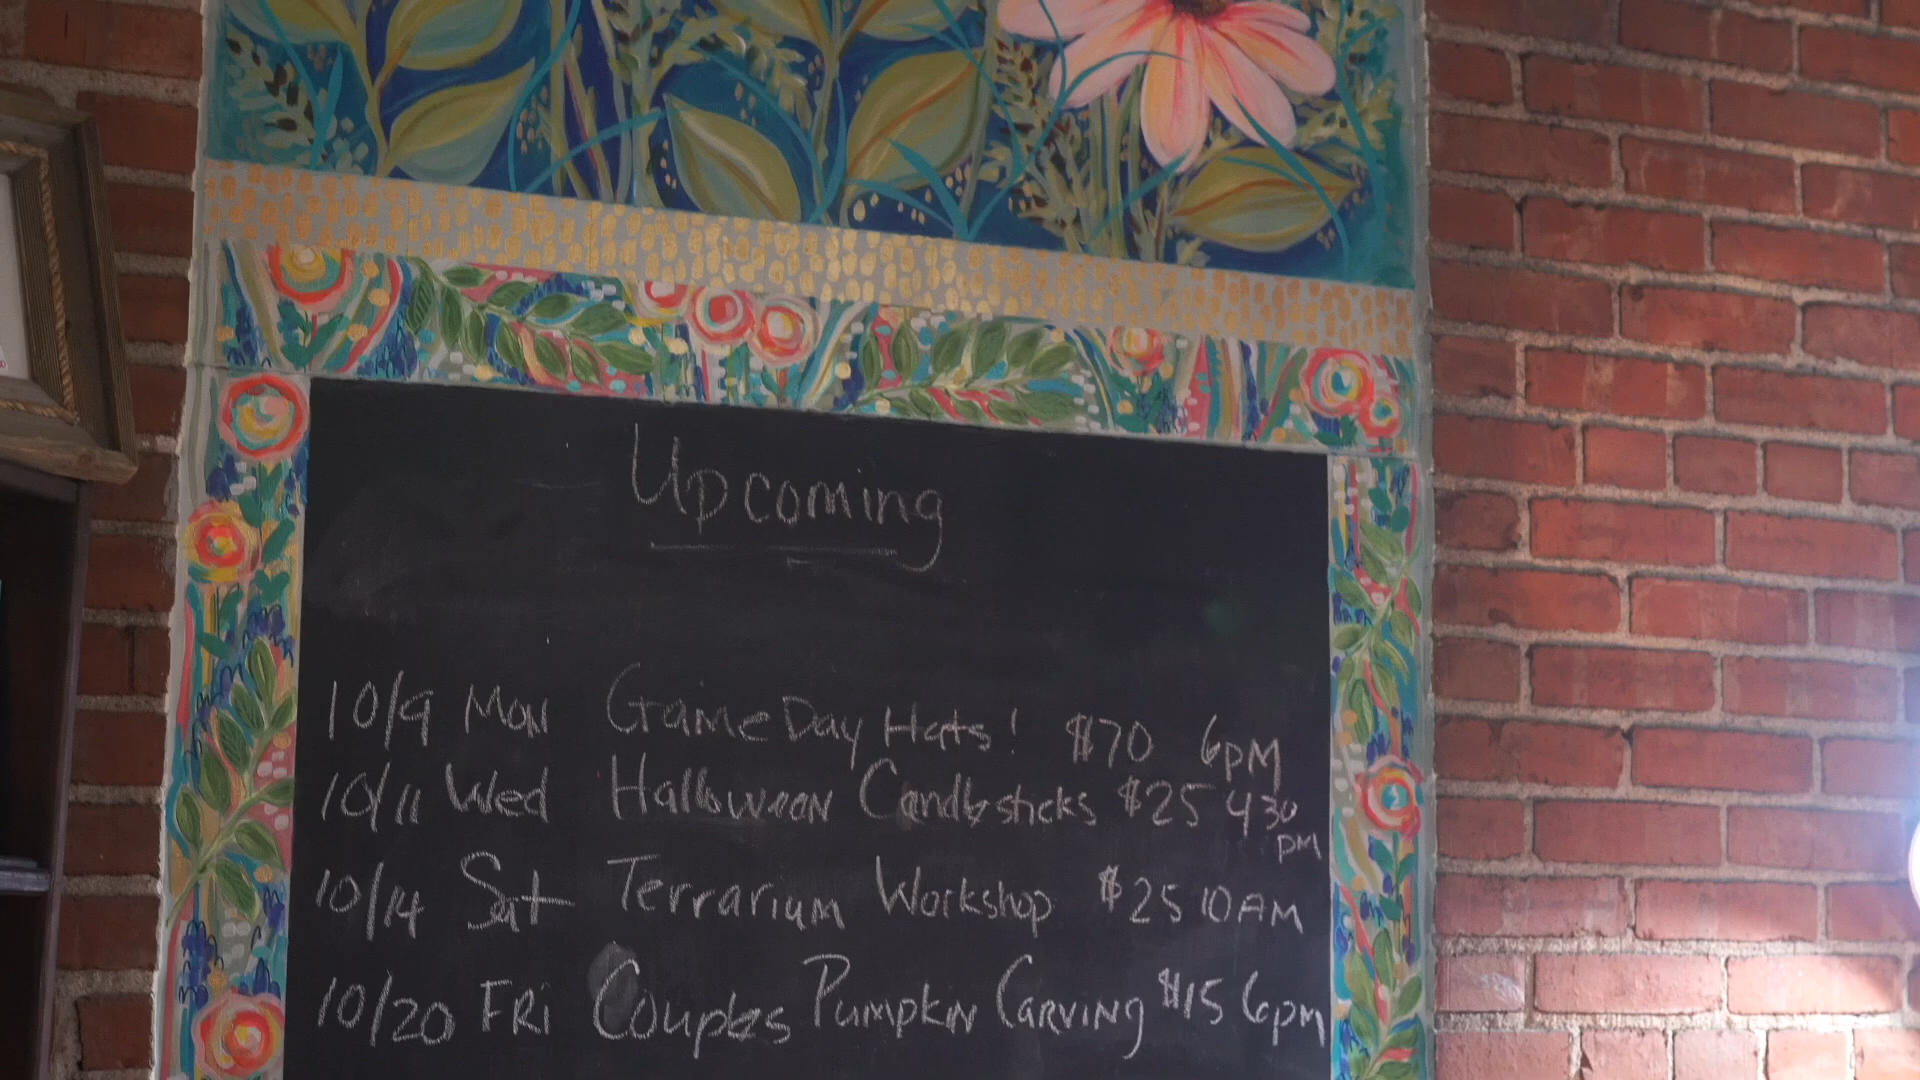 Upcoming
10/9 Mon Game Day Hats! $70 6pM
10/11 Wed Halloween Candlesticks $25 430
pM
10/14 Sat Terrarium Workshop $25 10AM
10/20 FRi Couples Pumpkin Carving $15 6pm